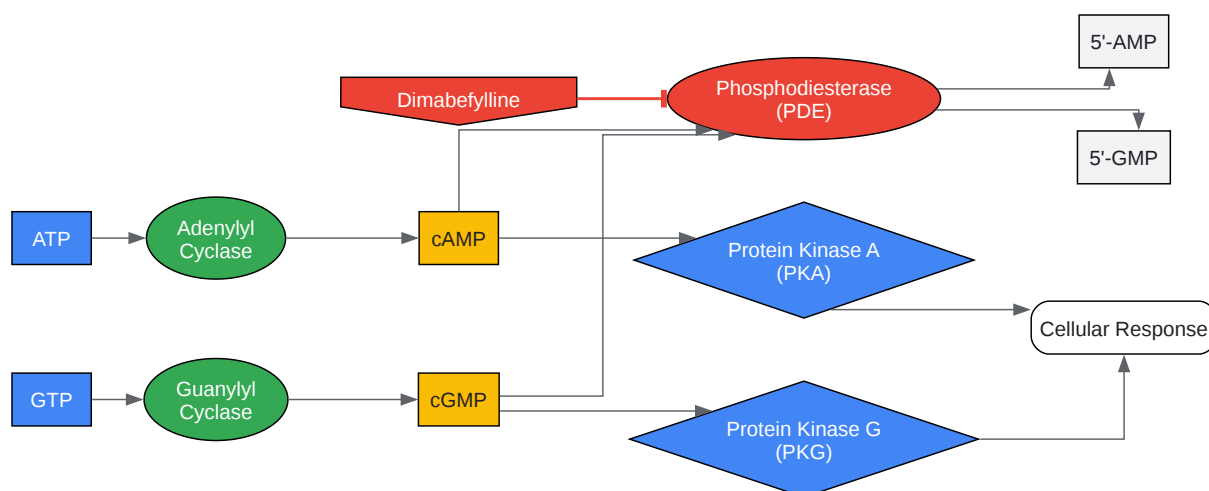 5'-AMP
Dimabefylline
Phosphodiesterase
(PDE)
5'-GMP
ATP
Adenylyl
Cyclase
cAMP
Protein Kinase A
(PKA)
Cellular Response
GTP
Guanylyl
Cyclase
cGMP
Protein Kinase G
(PKG)